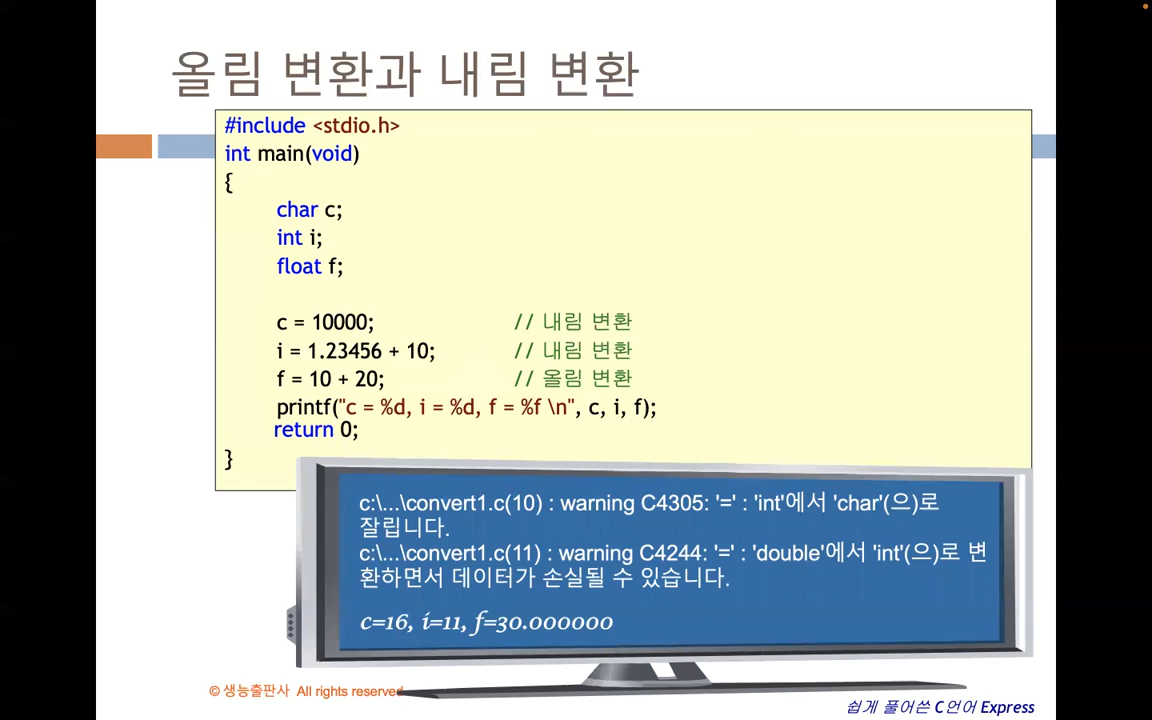 올림 변환과 내림 변환
#include <stdio.h>
int main(void)
{
char c;
int i;
float f;
c = 10000; // 내림 변환
i = 1.23456 + 10; // 내림 변환
f = 10 + 20; // 올림 변환
printf("c = %d, i = %d, f = %f \n", c, i, f);
return 0;
}
c:\...\convert1.c(10) : warning C4305: '=' : 'int'에서 'char'(으)로
잘립니다.
c:\...\convert1.c(11) : warning C4244: '=' : 'double'에서 'int'(으)로 변
환하면서 데이터가 손실될 수 있습니다.
c=16, i=11, f=30.000000
© 생능출판사 All rights reserved
쉽게 풀어쓴 C언어 Express